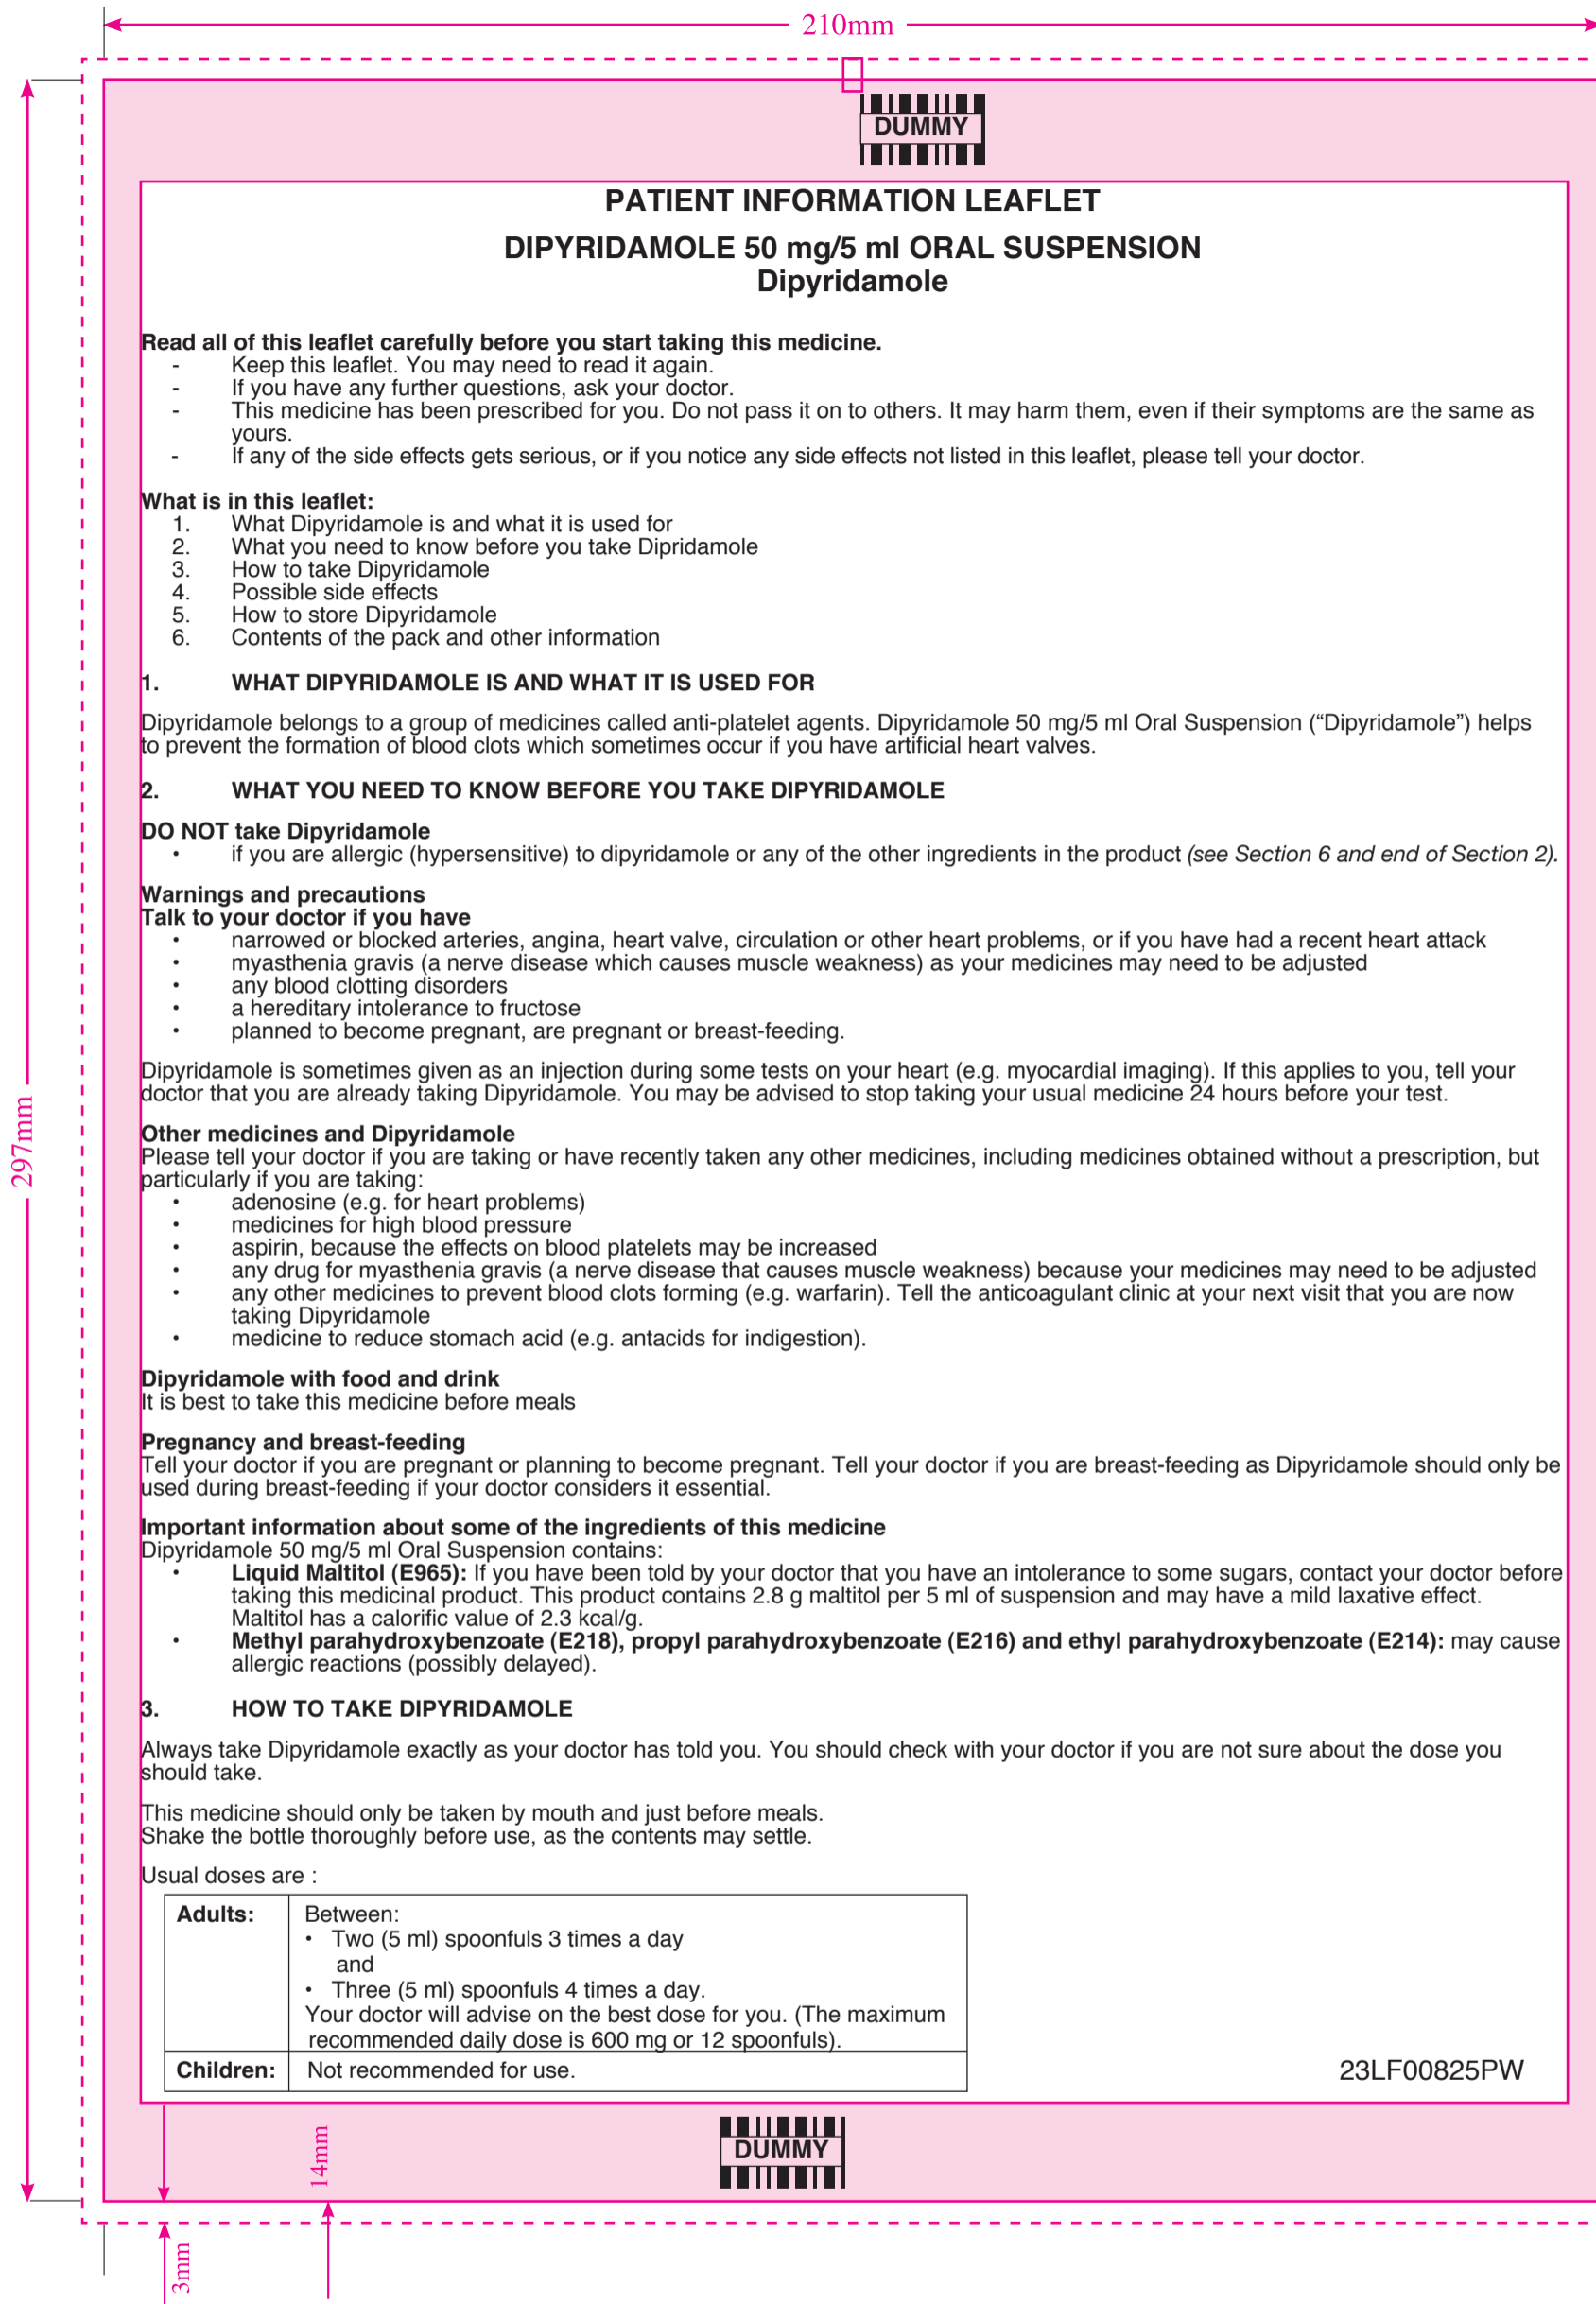 210mm
DUMMY
PATIENT INFORMATION LEAFLET
DIPYRIDAMOLE 50 mg/5 ml ORAL SUSPENSION
Dipyridamole
Read all of this leaflet carefully before you start taking this medicine.
- Keep this leaflet. You may need to read it again.
- If you have any further questions, ask your doctor.
- This medicine has been prescribed for you. Do not pass it on to others. It may harm them, even if their symptoms are the same as
yours.
- If any of the side effects gets serious, or if you notice any side effects not listed in this leaflet, please tell your doctor.
What is in this leaflet:
1. What Dipyridamole is and what it is used for
2. What you need to know before you take Dipridamole
3. How to take Dipyridamole
4. Possible side effects
5. How to store Dipyridamole
6. Contents of the pack and other information
1. WHAT DIPYRIDAMOLE IS AND WHAT IT IS USED FOR
Dipyridamole belongs to a group of medicines called anti-platelet agents. Dipyridamole 50 mg/5 ml Oral Suspension (“Dipyridamole”) helps
to prevent the formation of blood clots which sometimes occur if you have artificial heart valves.
2. WHAT YOU NEED TO KNOW BEFORE YOU TAKE DIPYRIDAMOLE
DO NOT take Dipyridamole
• if you are allergic (hypersensitive) to dipyridamole or any of the other ingredients in the product (see Section 6 and end of Section 2).
Warnings and precautions
Talk to your doctor if you have
• narrowed or blocked arteries, angina, heart valve, circulation or other heart problems, or if you have had a recent heart attack
• myasthenia gravis (a nerve disease which causes muscle weakness) as your medicines may need to be adjusted
• any blood clotting disorders
• a hereditary intolerance to fructose
• planned to become pregnant, are pregnant or breast-feeding.
Dipyridamole is sometimes given as an injection during some tests on your heart (e.g. myocardial imaging). If this applies to you, tell your
doctor that you are already taking Dipyridamole. You may be advised to stop taking your usual medicine 24 hours before your test.
297mm
Other medicines and Dipyridamole
Please tell your doctor if you are taking or have recently taken any other medicines, including medicines obtained without a prescription, but
particularly if you are taking:
• adenosine (e.g. for heart problems)
• medicines for high blood pressure
• aspirin, because the effects on blood platelets may be increased
• any drug for myasthenia gravis (a nerve disease that causes muscle weakness) because your medicines may need to be adjusted
• any other medicines to prevent blood clots forming (e.g. warfarin). Tell the anticoagulant clinic at your next visit that you are now
taking Dipyridamole
• medicine to reduce stomach acid (e.g. antacids for indigestion).
Dipyridamole with food and drink
It is best to take this medicine before meals
Pregnancy and breast-feeding
Tell your doctor if you are pregnant or planning to become pregnant. Tell your doctor if you are breast-feeding as Dipyridamole should only be
used during breast-feeding if your doctor considers it essential.
Important information about some of the ingredients of this medicine
Dipyridamole 50 mg/5 ml Oral Suspension contains:
• Liquid Maltitol (E965): If you have been told by your doctor that you have an intolerance to some sugars, contact your doctor before
taking this medicinal product. This product contains 2.8 g maltitol per 5 ml of suspension and may have a mild laxative effect.
Maltitol has a calorific value of 2.3 kcal/g.
• Methyl parahydroxybenzoate (E218), propyl parahydroxybenzoate (E216) and ethyl parahydroxybenzoate (E214): may cause
allergic reactions (possibly delayed).
3. HOW TO TAKE DIPYRIDAMOLE
Always take Dipyridamole exactly as your doctor has told you. You should check with your doctor if you are not sure about the dose you
should take.
This medicine should only be taken by mouth and just before meals.
Shake the bottle thoroughly before use, as the contents may settle.
Usual doses are :
Adults: Between:
• Two (5 ml) spoonfuls 3 times a day
and
• Three (5 ml) spoonfuls 4 times a day.
Your doctor will advise on the best dose for you. (The maximum
recommended daily dose is 600 mg or 12 spoonfuls).
Children: Not recommended for use.
23LF00825PW
DUMMY
14mm
3mm